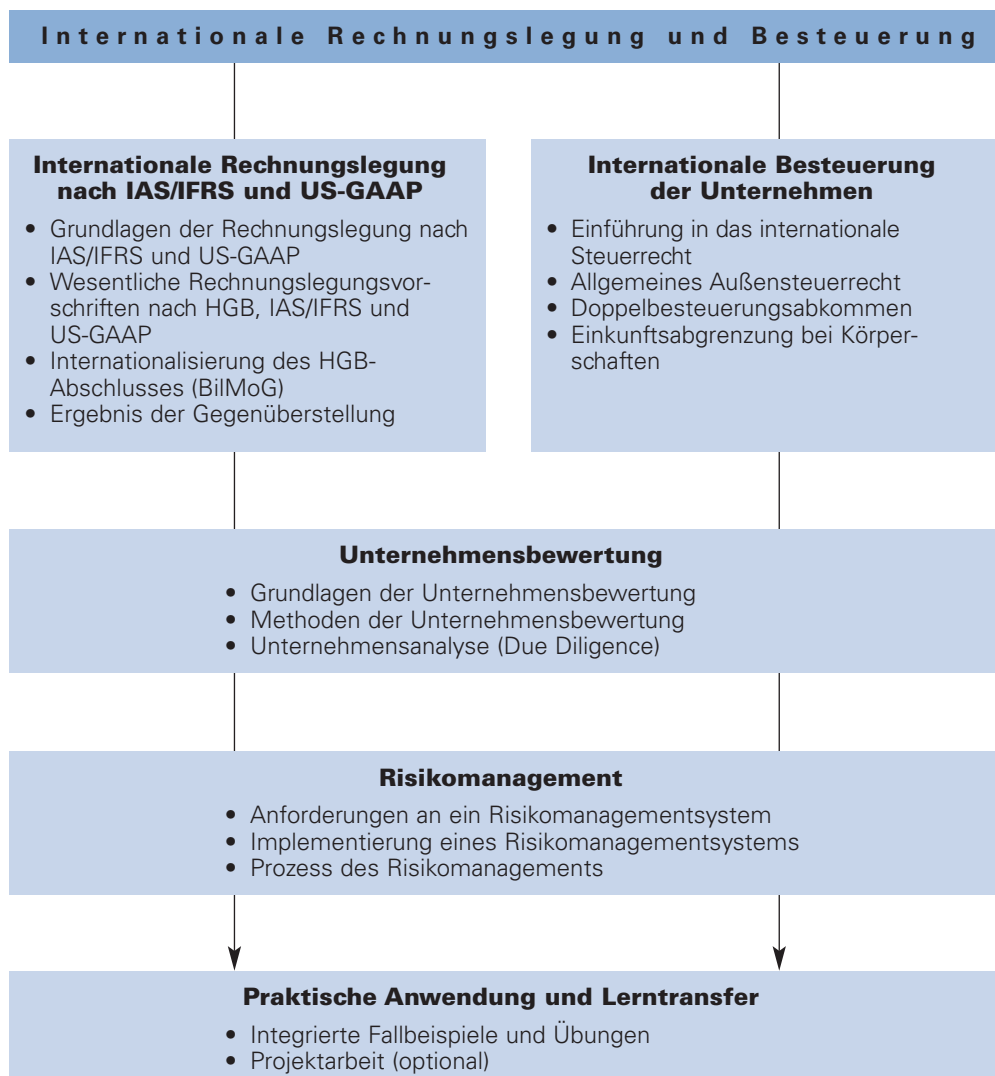 Internationale Rechnungslegung und Besteuerung
Internationale Rechnungslegung
nach IAS/IFRS und US-GAAP
• Grundlagen der Rechnungslegung nach
IAS/IFRS und US-GAAP
• Wesentliche Rechnungslegungsvor-
schriften nach HGB, IAS/IFRS und
US-GAAP
• Internationalisierung des HGB-
Abschlusses (BilMoG)
• Ergebnis der Gegenüberstellung
Internationale Besteuerung
der Unternehmen
• Einführung in das internationale
Steuerrecht
• Allgemeines Außensteuerrecht
• Doppelbesteuerungsabkommen
• Einkunftsabgrenzung bei Körper-
schaften
Unternehmensbewertung
• Grundlagen der Unternehmensbewertung
• Methoden der Unternehmensbewertung
• Unternehmensanalyse (Due Diligence)
Risikomanagement
• Anforderungen an ein Risikomanagementsystem
• Implementierung eines Risikomanagementsystems
• Prozess des Risikomanagements
Praktische Anwendung und Lerntransfer
• Integrierte Fallbeispiele und Übungen
• Projektarbeit (optional)